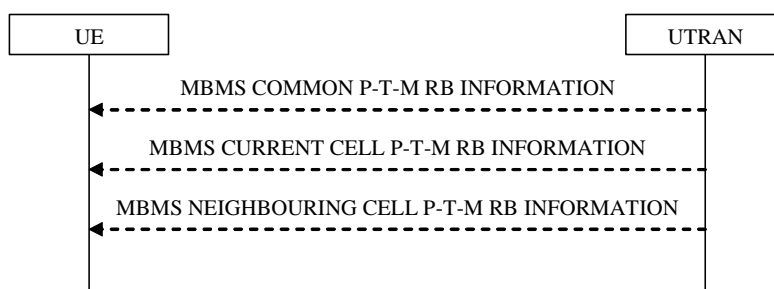 UE
UTRAN
MBMS COMMON P-T-M RB INFORMATION
MBMS CURRENT CELL P-T-M RB INFORMATION
MBMS NEIGHBOURING CELL P-T-M RB INFORMATION